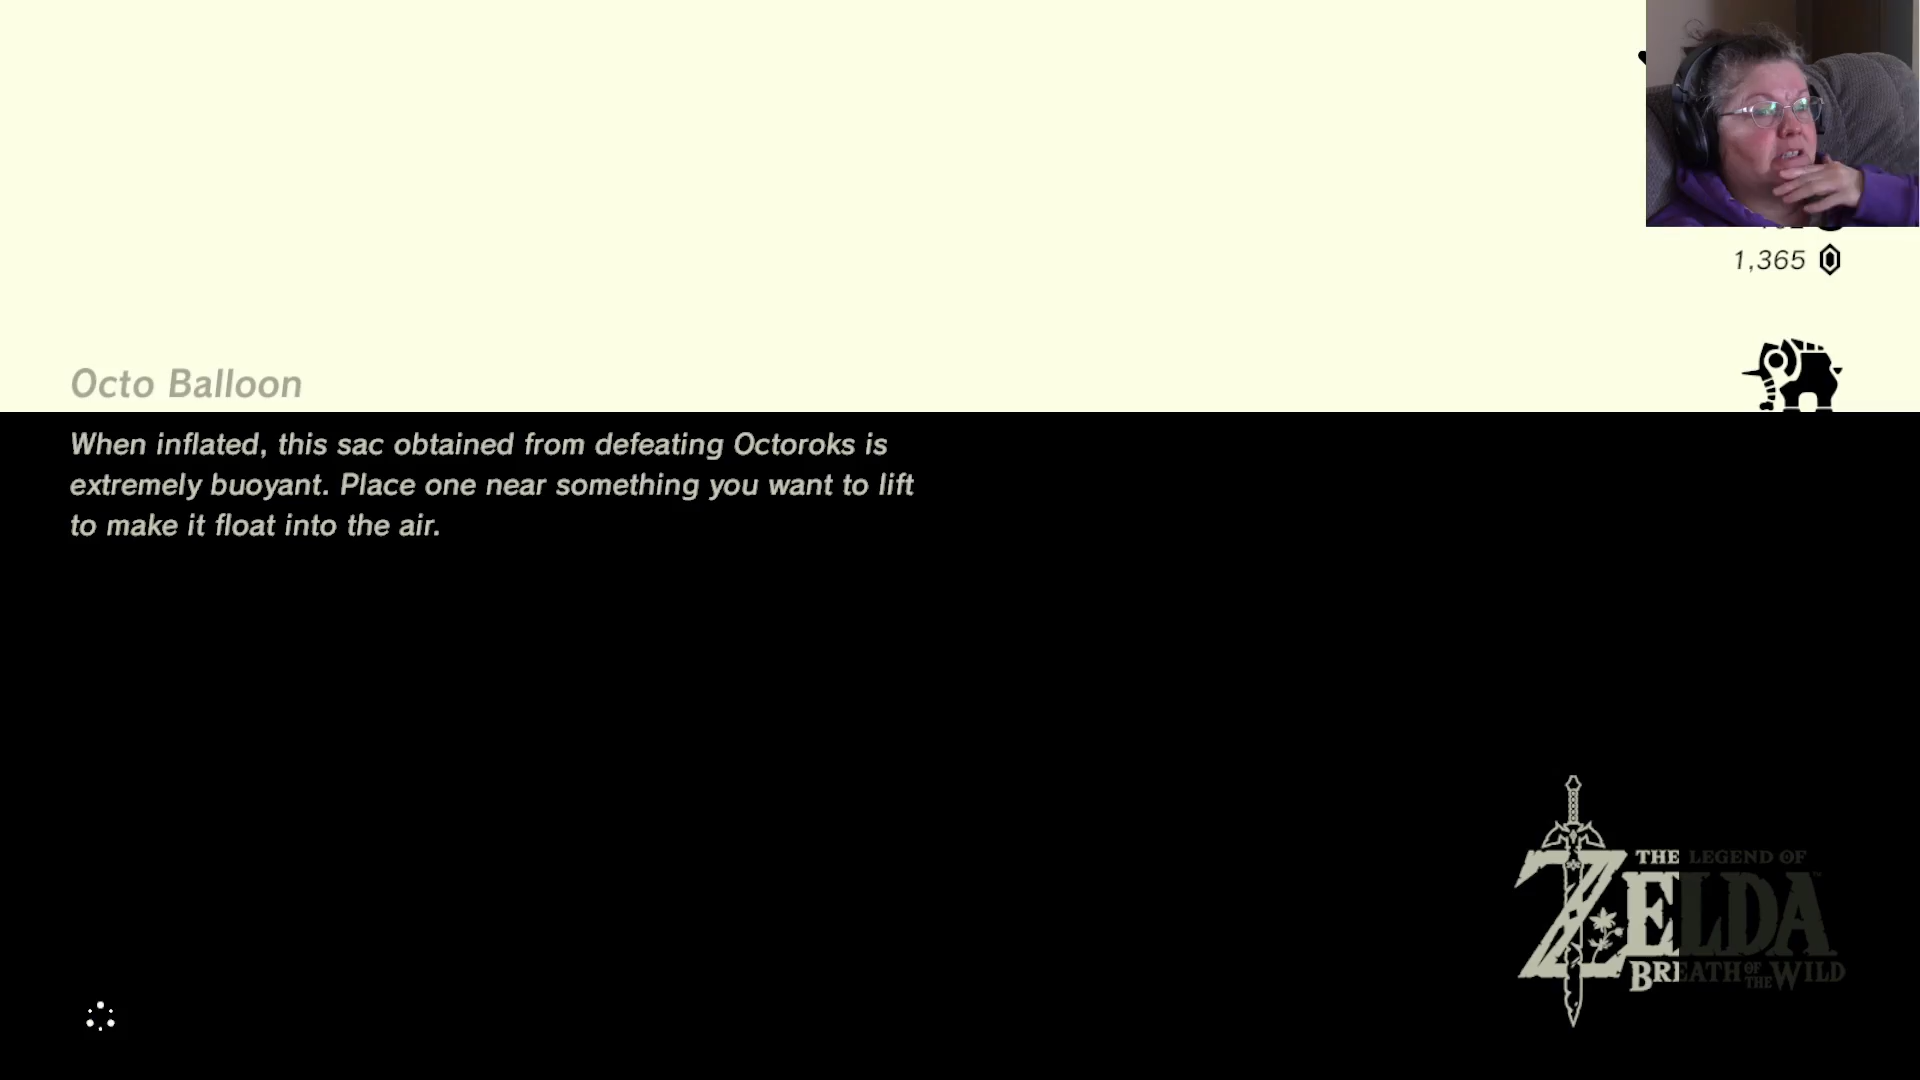 1,365
Octo Balloon
When inflated, this sac obtained from defeating Octoroks is
extremely buoyant. Place one near something you want to lift
to make it float into the air.
THE LEGEND OF
ZELDA
BREATH OF THE WILD